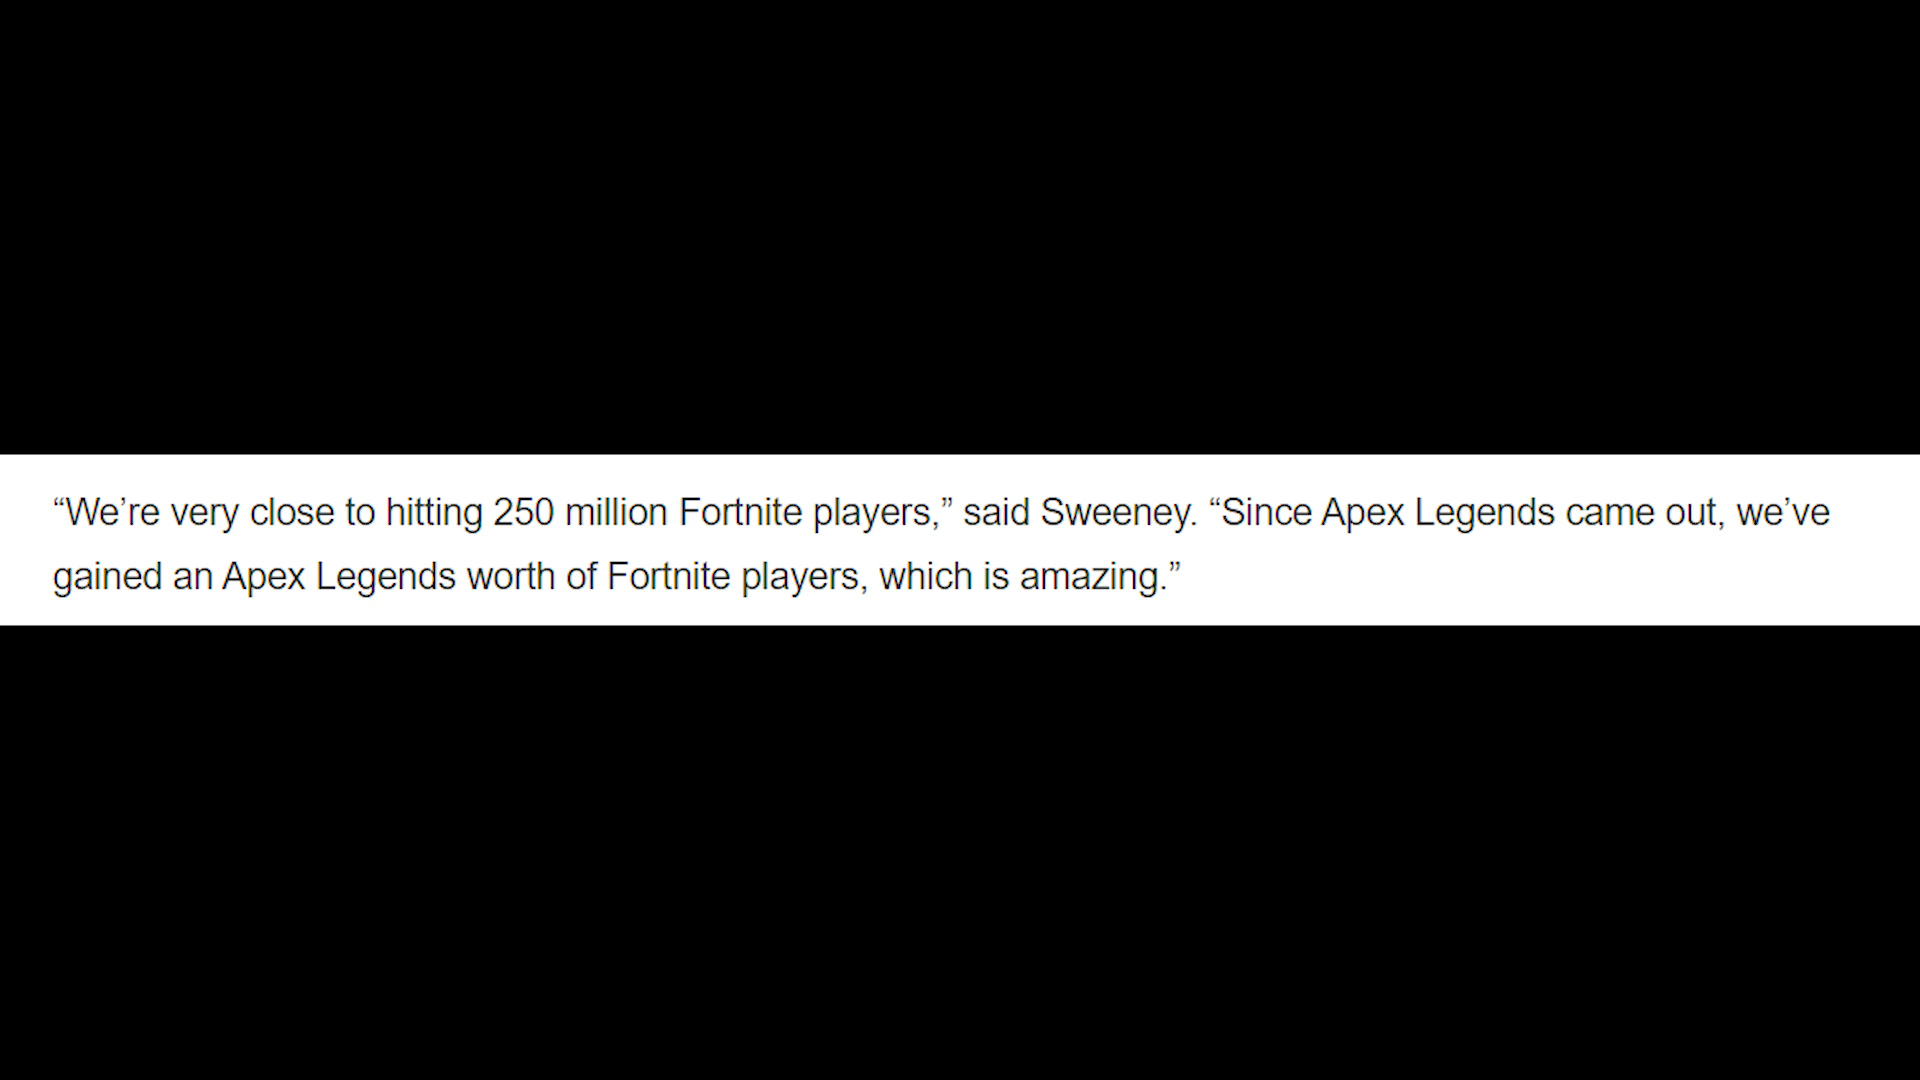 “We’re very close to hitting 250 million Fortnite players,” said Sweeney. “Since Apex Legends came out, we’ve
gained an Apex Legends worth of Fortnite players, which is amazing.”